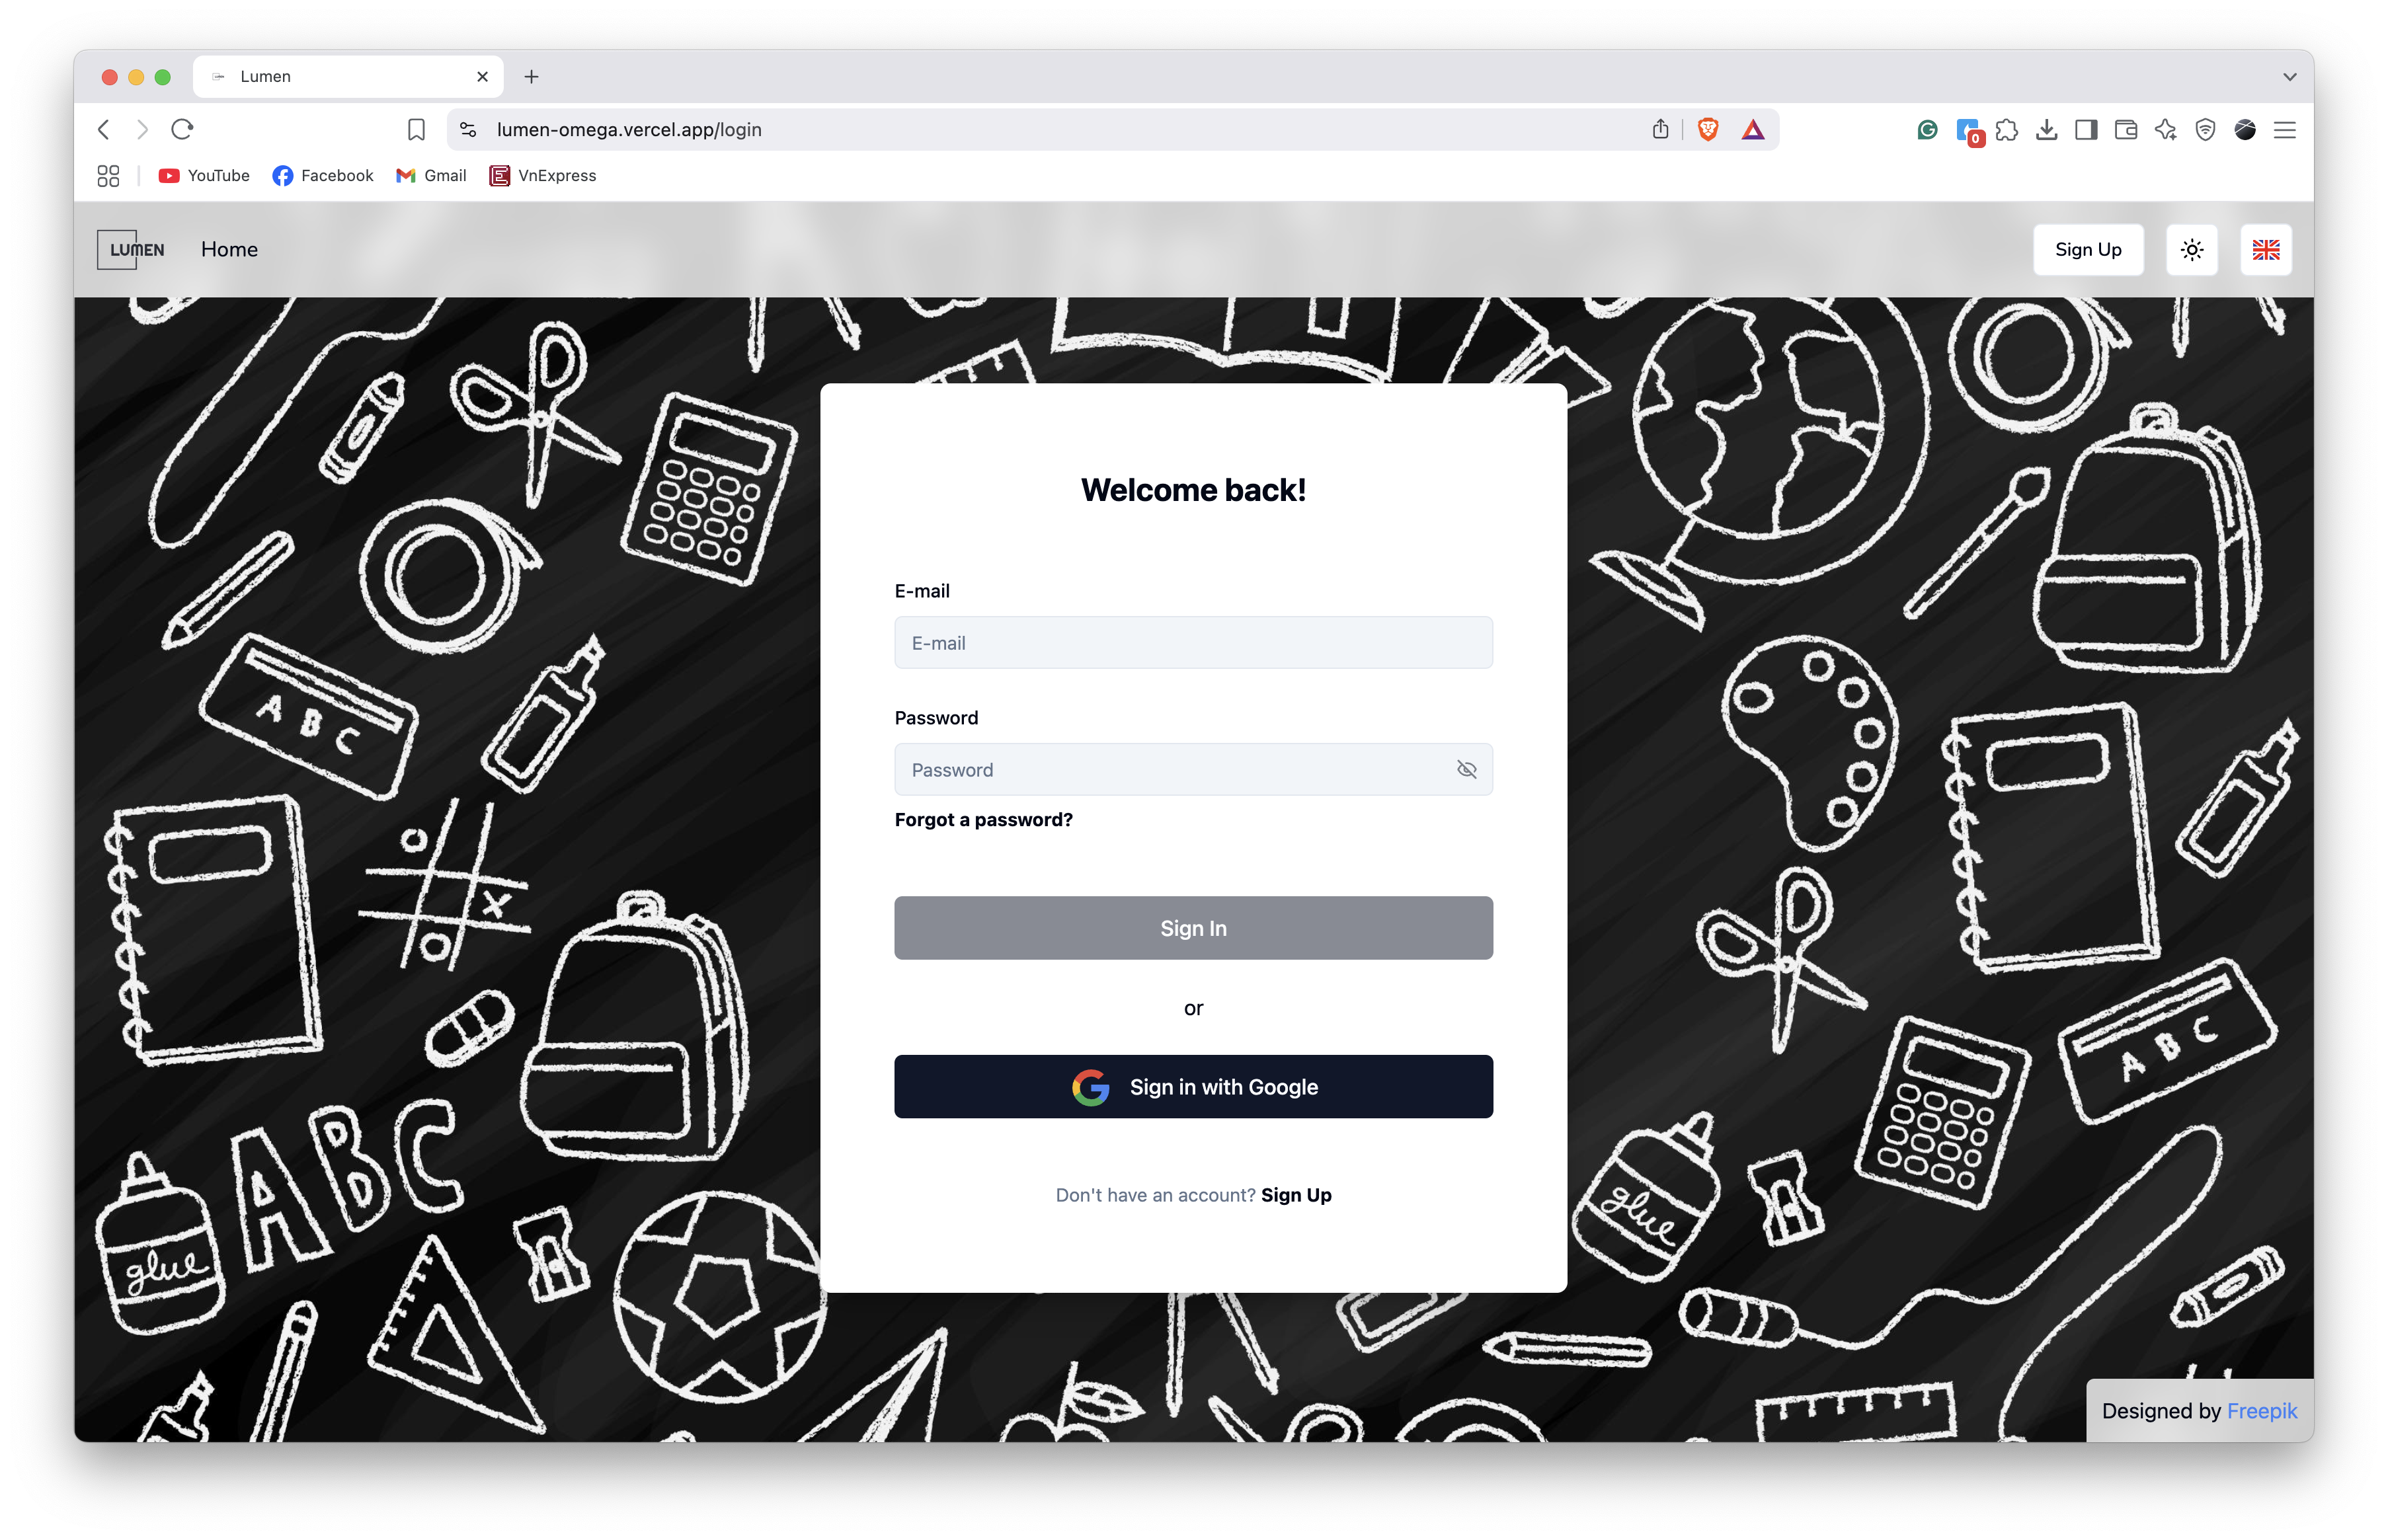 Lumen
lumen-omega.vercel.app/login
0
YouTube
Facebook
Gmail
VnExpress
LUMEN
Home
Sign Up
Welcome back!
E-mail
E-mail
Password
Password
Forgot a password?
Sign In
or
Sign in with Google
Don't have an account? Sign Up
A B C
O
X
O
ABC
glue
A B C
glue
Designed by Freepik